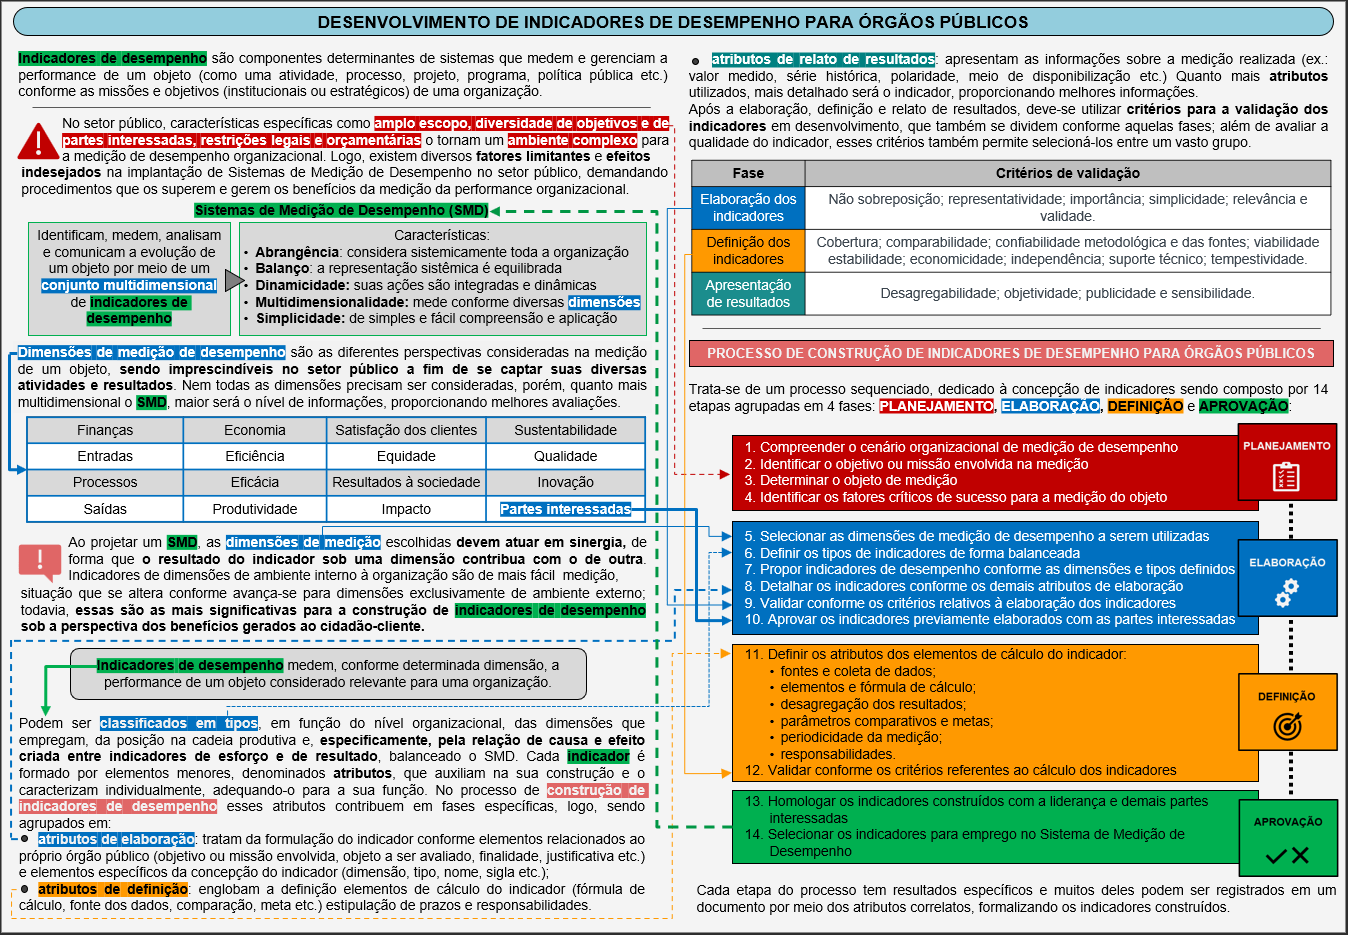 DESENVOLVIMENTO DE INDICADORES DE DESEMPENHO PARA ÓRGÃOS PÚBLICOS
Indicadores de desempenho são componentes determinantes de sistemas que medem e gerenciam a
performance de um objeto (como uma atividade, processo, projeto, programa, política pública etc.)
conforme as missões e objetivos (institucionais ou estratégicos) de uma organização.
No setor público, características específicas como amplo escopo, diversidade de objetivos e de
partes interessadas, restrições legais e orçamentárias o tornam um ambiente complexo para
a medição de desempenho organizacional. Logo, existem diversos fatores limitantes e efeitos
indesejados na implantação de Sistemas de Medição de Desempenho no setor público, demandando
procedimentos que os superem e gerem os benefícios da medição da performance organizacional.
Sistemas de Medição de Desempenho (SMD)
Identificam, medem, analisam
e comunicam a evolução de
um objeto por meio de um
conjunto multidimensional
de indicadores de
desempenho
Características:
• Abrangência: considera sistemicamente toda a organização
• Balanço: a representação sistêmica é equilibrada
• Dinamicidade: suas ações são integradas e dinâmicas
• Multidimensionalidade: mede conforme diversas dimensões
• Simplicidade: de simples e fácil compreensão e aplicação
Dimensões de medição de desempenho são as diferentes perspectivas consideradas na medição
de um objeto, sendo imprescindíveis no setor público a fim de se captar suas diversas
atividades e resultados. Nem todas as dimensões precisam ser consideradas, porém, quanto mais
multidimensional o SMD, maior será o nível de informações, proporcionando melhores avaliações.
Finanças Economia Satisfação dos clientes Sustentabilidade
Entradas Eficiência Equidade Qualidade
Processos Eficácia Resultados à sociedade Inovação
Saídas Produtividade Impacto Partes interessadas
Ao projetar um SMD, as dimensões de medição escolhidas devem atuar em sinergia, de
forma que o resultado do indicador sob uma dimensão contribua com o de outra.
Indicadores de dimensões de ambiente interno à organização são de mais fácil medição,
situação que se altera conforme avança-se para dimensões exclusivamente de ambiente externo;
todavia, essas são as mais significativas para a construção de indicadores de desempenho
sob a perspectiva dos benefícios gerados ao cidadão-cliente.
Indicadores de desempenho medem, conforme determinada dimensão, a
performance de um objeto considerado relevante para uma organização.
Podem ser classificados em tipos, em função do nível organizacional, das dimensões que
empregam, da posição na cadeia produtiva e, especificamente, pela relação de causa e efeito
criada entre indicadores de esforço e de resultado, balanceado o SMD. Cada indicador é
formado por elementos menores, denominados atributos, que auxiliam na sua construção e o
caracterizam individualmente, adequando-o para a sua função. No processo de construção de
indicadores de desempenho esses atributos contribuem em fases específicas, logo, sendo
agrupados em:
• atributos de elaboração: tratam da formulação do indicador conforme elementos relacionados ao
próprio órgão público (objetivo ou missão envolvida, objeto a ser avaliado, finalidade, justificativa etc.)
e elementos específicos da concepção do indicador (dimensão, tipo, nome, sigla etc.);
• atributos de definição: englobam a definição elementos de cálculo do indicador (fórmula de
cálculo, fonte dos dados, comparação, meta etc.) estipulação de prazos e responsabilidades.
• atributos de relato de resultados: apresentam as informações sobre a medição realizada (ex.:
valor medido, série histórica, polaridade, meio de disponibilização etc.) Quanto mais atributos
utilizados, mais detalhado será o indicador, proporcionando melhores informações.
Após a elaboração, definição e relato de resultados, deve-se utilizar critérios para a validação dos
indicadores em desenvolvimento, que também se dividem conforme aquelas fases; além de avaliar a
qualidade do indicador, esses critérios também permite selecioná-los entre um vasto grupo.
Fase Critérios de validação
Elaboração dos
indicadores
Não sobreposição; representatividade; importância; simplicidade; relevância e
validade.
Definição dos
indicadores
Cobertura; comparabilidade; confiabilidade metodológica e das fontes; viabilidade
estabilidade; economicidade; independência; suporte técnico; tempestividade.
Apresentação
de resultados
Desagregabilidade; objetividade; publicidade e sensibilidade.
PROCESSO DE CONSTRUÇÃO DE INDICADORES DE DESEMPENHO PARA ÓRGÃOS PÚBLICOS
Trata-se de um processo sequenciado, dedicado à concepção de indicadores sendo composto por 14
etapas agrupadas em 4 fases: PLANEJAMENTO, ELABORAÇÃO, DEFINIÇÃO e APROVAÇÃO:
1. Compreender o cenário organizacional de medição de desempenho
2. Identificar o objetivo ou missão envolvida na medição
3. Determinar o objeto de medição
4. Identificar os fatores críticos de sucesso para a medição do objeto
PLANEJAMENTO
5. Selecionar as dimensões de medição de desempenho a serem utilizadas
6. Definir os tipos de indicadores de forma balanceada
7. Propor indicadores de desempenho conforme as dimensões e tipos definidos
8. Detalhar os indicadores conforme os demais atributos de elaboração
9. Validar conforme os critérios relativos à elaboração dos indicadores
10. Aprovar os indicadores previamente elaborados com as partes interessadas
ELABORAÇÃO
11. Definir os atributos dos elementos de cálculo do indicador:
• fontes e coleta de dados;
• elementos e fórmula de cálculo;
• desagregação dos resultados;
• parâmetros comparativos e metas;
• periodicidade da medição;
• responsabilidades.
12. Validar conforme os critérios referentes ao cálculo dos indicadores
DEFINIÇÃO
13. Homologar os indicadores construídos com a liderança e demais partes
interessadas
14. Selecionar os indicadores para emprego no Sistema de Medição de
Desempenho
APROVAÇÃO
Cada etapa do processo tem resultados específicos e muitos deles podem ser registrados em um
documento por meio dos atributos correlatos, formalizando os indicadores construídos.